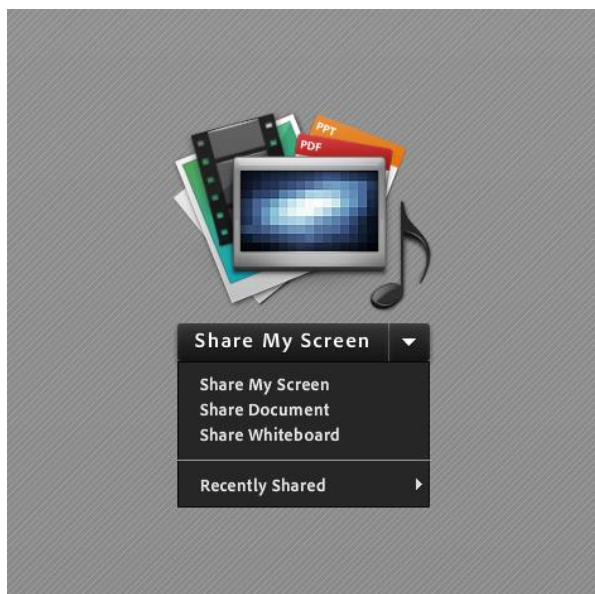 PPT
PDF
Share My Screen
Share My Screen
Share Document
Share Whiteboard
Recently Shared